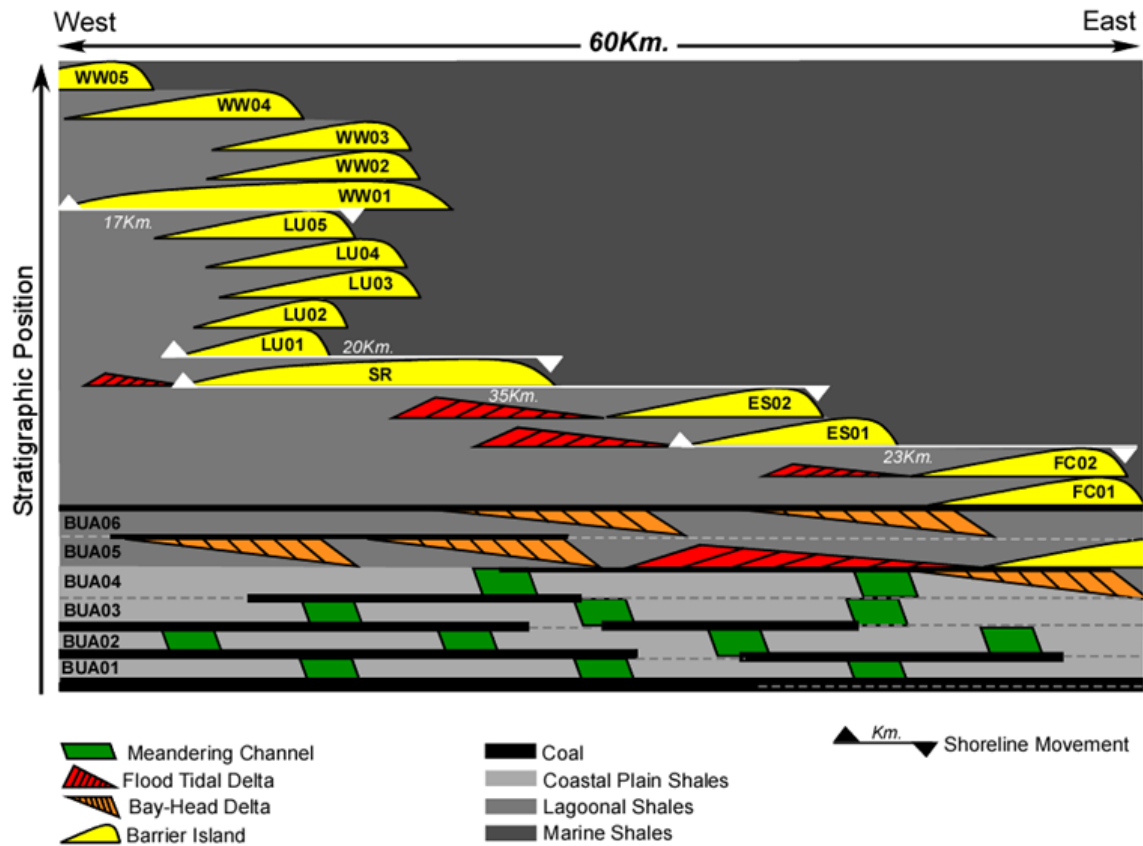 West East
60Km.
Stratigraphic Position
WW05
WW04
WW03
WW02
WW01
17Km.
LU05
LU04
LU03
LU02
LU01
20Km.
SR
35Km.
ES02
ES01
23Km.
FC02
FC01
BUA06
BUA05
BUA04
BUA03
BUA02
BUA01
Meandering Channel
Flood Tidal Delta
Bay-Head Delta
Barrier Island
Coal
Coastal Plain Shales
Lagoonal Shales
Marine Shales
Km.
Shoreline Movement